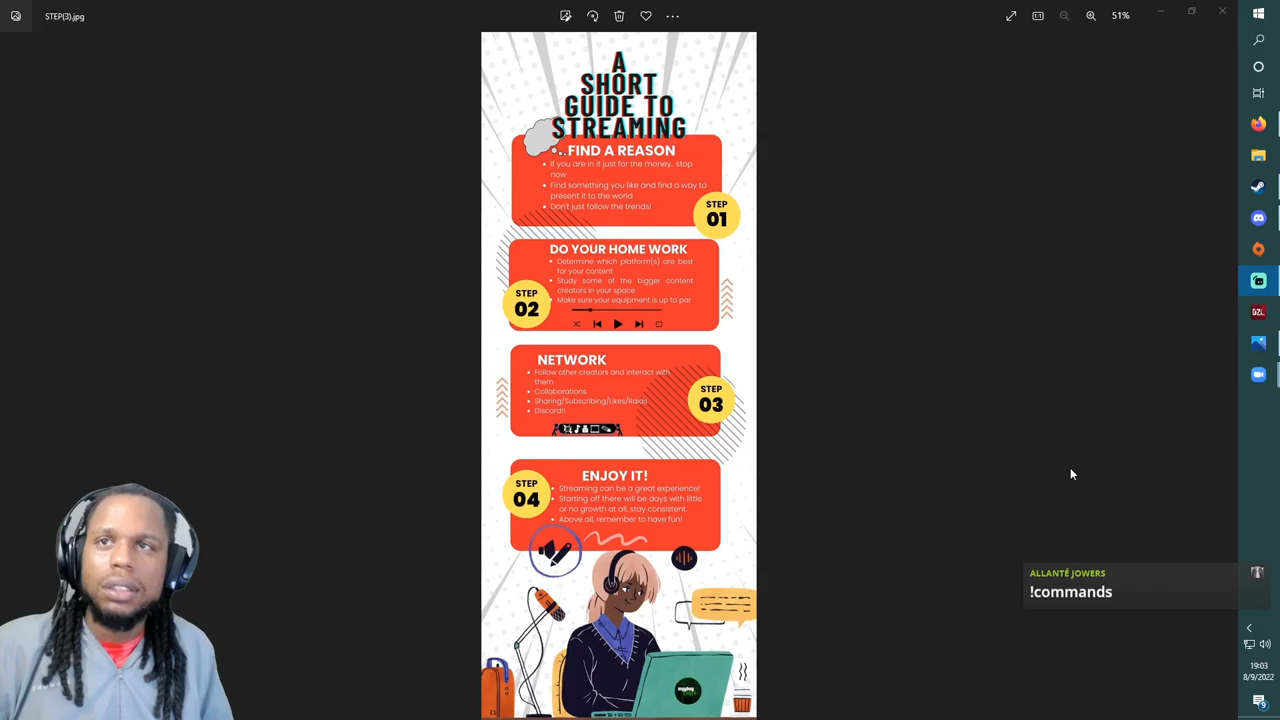 STEP(3).jpg
51%
A
SHORT
GUIDE TO
STREAMING
FIND A REASON
If you are in it just for the money.. stop
now
Find something you like and find a way to
present it to the world
Don't just follow the trends!
STEP
01
DO YOUR HOME WORK
Determine which platform(s) are best
for your content
Study some of the bigger content
creators in your space
Make sure your equipment is up to par
STEP
02
NETWORK
Follow other creators and interact with
them
Collaborations
Sharing/Subscribing/Likes/Raids
Discord!!
STEP
03
ENJOY IT!
Streaming can be a great experience!
Starting off there will be days with little
or no growth at all, stay consistent.
Above all, remember to have fun!
STEP
04
ALLANTÉ JOWERS
!commands
19:03
8/9/2022